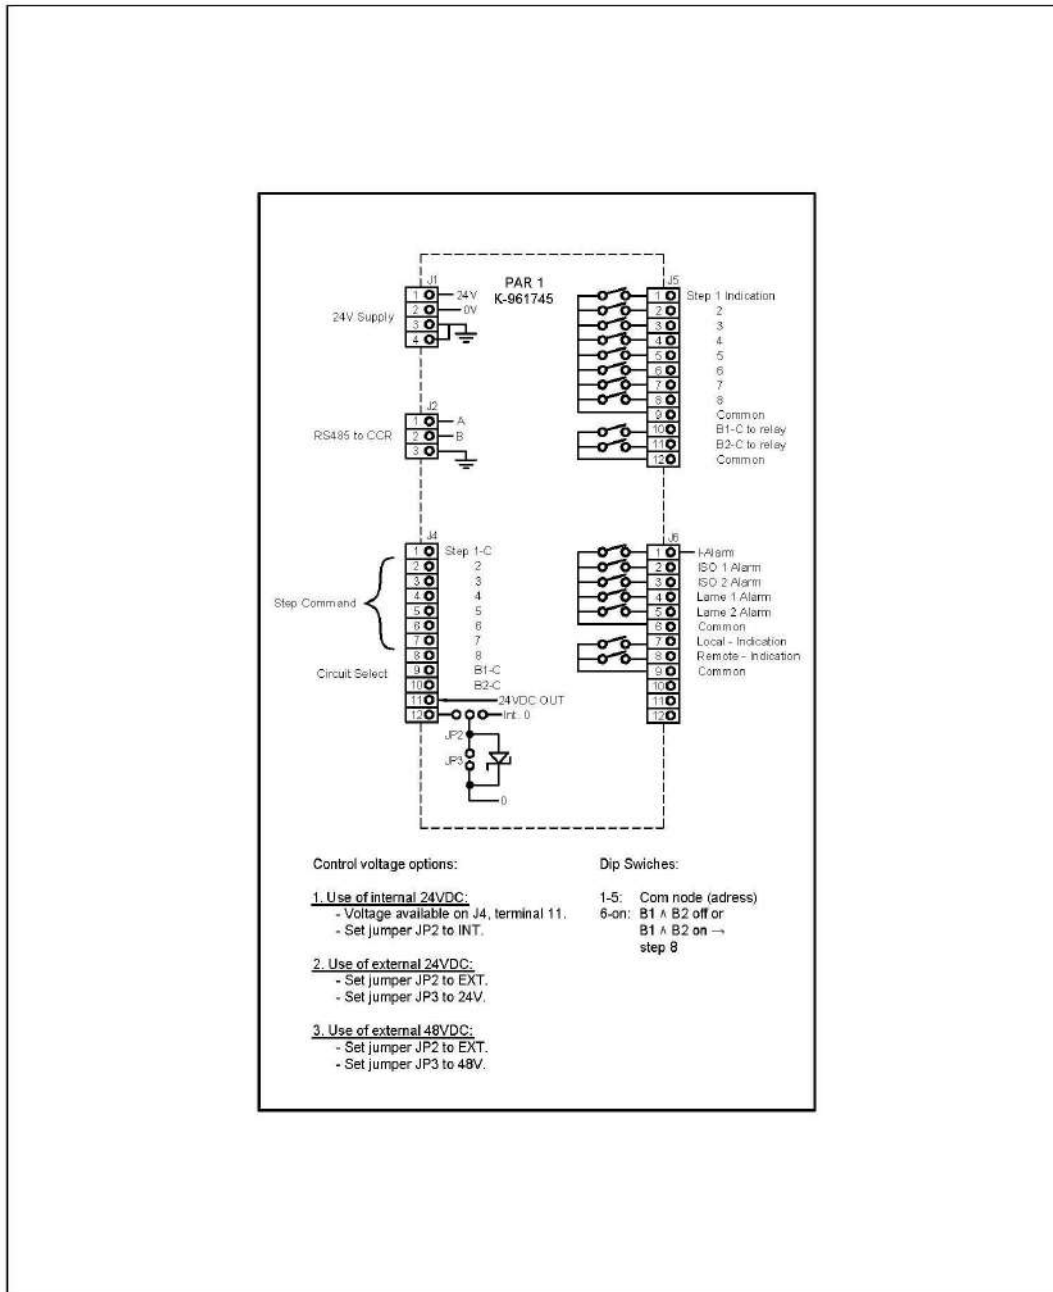 PAR 1
K-961745
J1
1 24V
2 0V
3
4
24V Supply
J2
1 A
2 B
3
RS485 to CCR
J4
1 Step 1-C
2 2
3 3
4 4
5 5
6 6
7 7
8 8
9 B1-C
10 B2-C
11 24VDC OUT
12 Int. 0
Step Command
Circuit Select
JP2
JP3
0
J5
1 Step 1 Indication
2 2
3 3
4 4
5 5
6 6
7 7
8 8
9 Common
10 B1-C to relay
11 B2-C to relay
12 Common
J6
1 I-Alarm
2 ISO 1 Alarm
3 ISO 2 Alarm
4 Lame 1 Alarm
5 Lame 2 Alarm
6 Common
7 Local - Indication
8 Remote - Indication
9 Common
10
11
12
Control voltage options:
1. Use of internal 24VDC:
- Voltage available on J4, terminal 11.
- Set jumper JP2 to INT.
2. Use of external 24VDC:
- Set jumper JP2 to EXT.
- Set jumper JP3 to 24V.
3. Use of external 48VDC:
- Set jumper JP2 to EXT.
- Set jumper JP3 to 48V.
Dip Swiches:
1-5: Com node (adress)
6-on: B1 ∧ B2 off or
B1 ∧ B2 on →
step 8